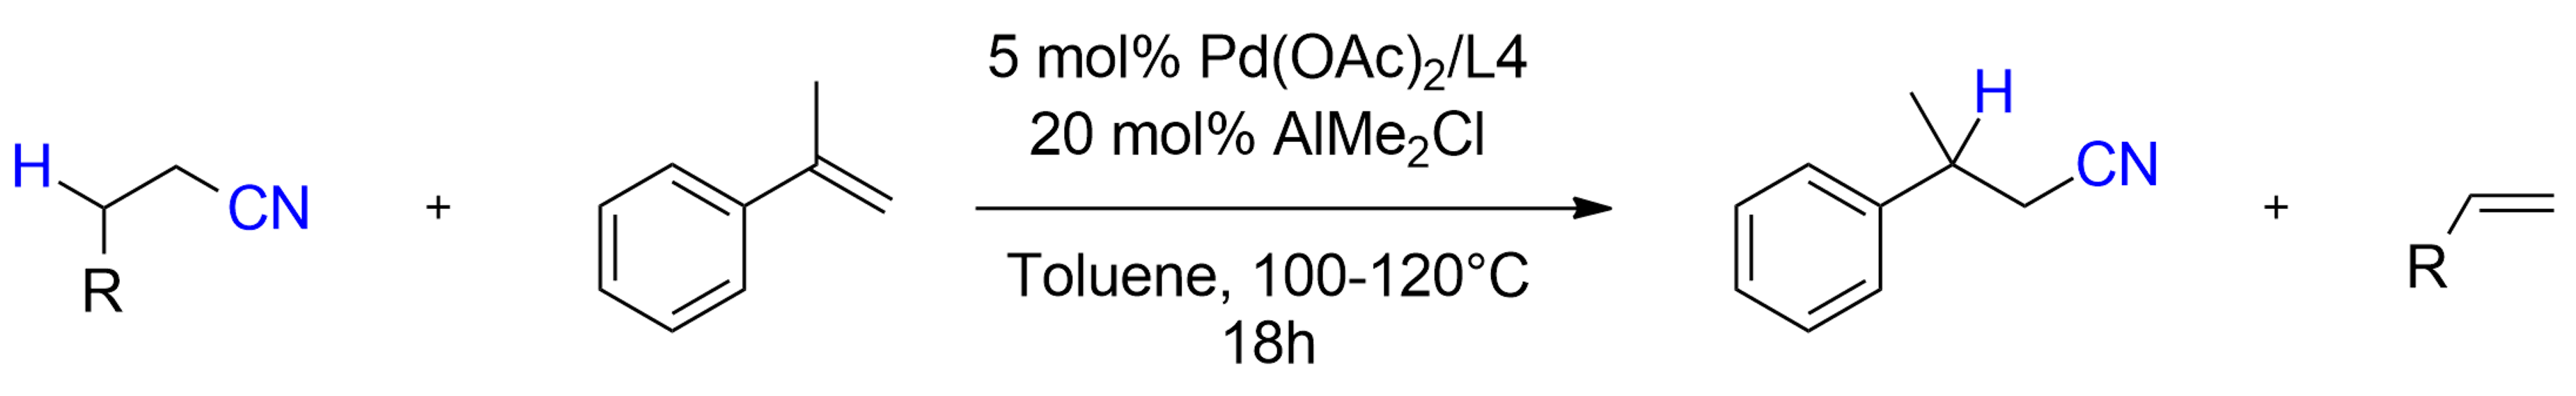 H
CN
R
+
5 mol% Pd(OAc)₂/L4
20 mol% AlMe₂Cl
Toluene, 100-120°C
18h
H
CN
+
R